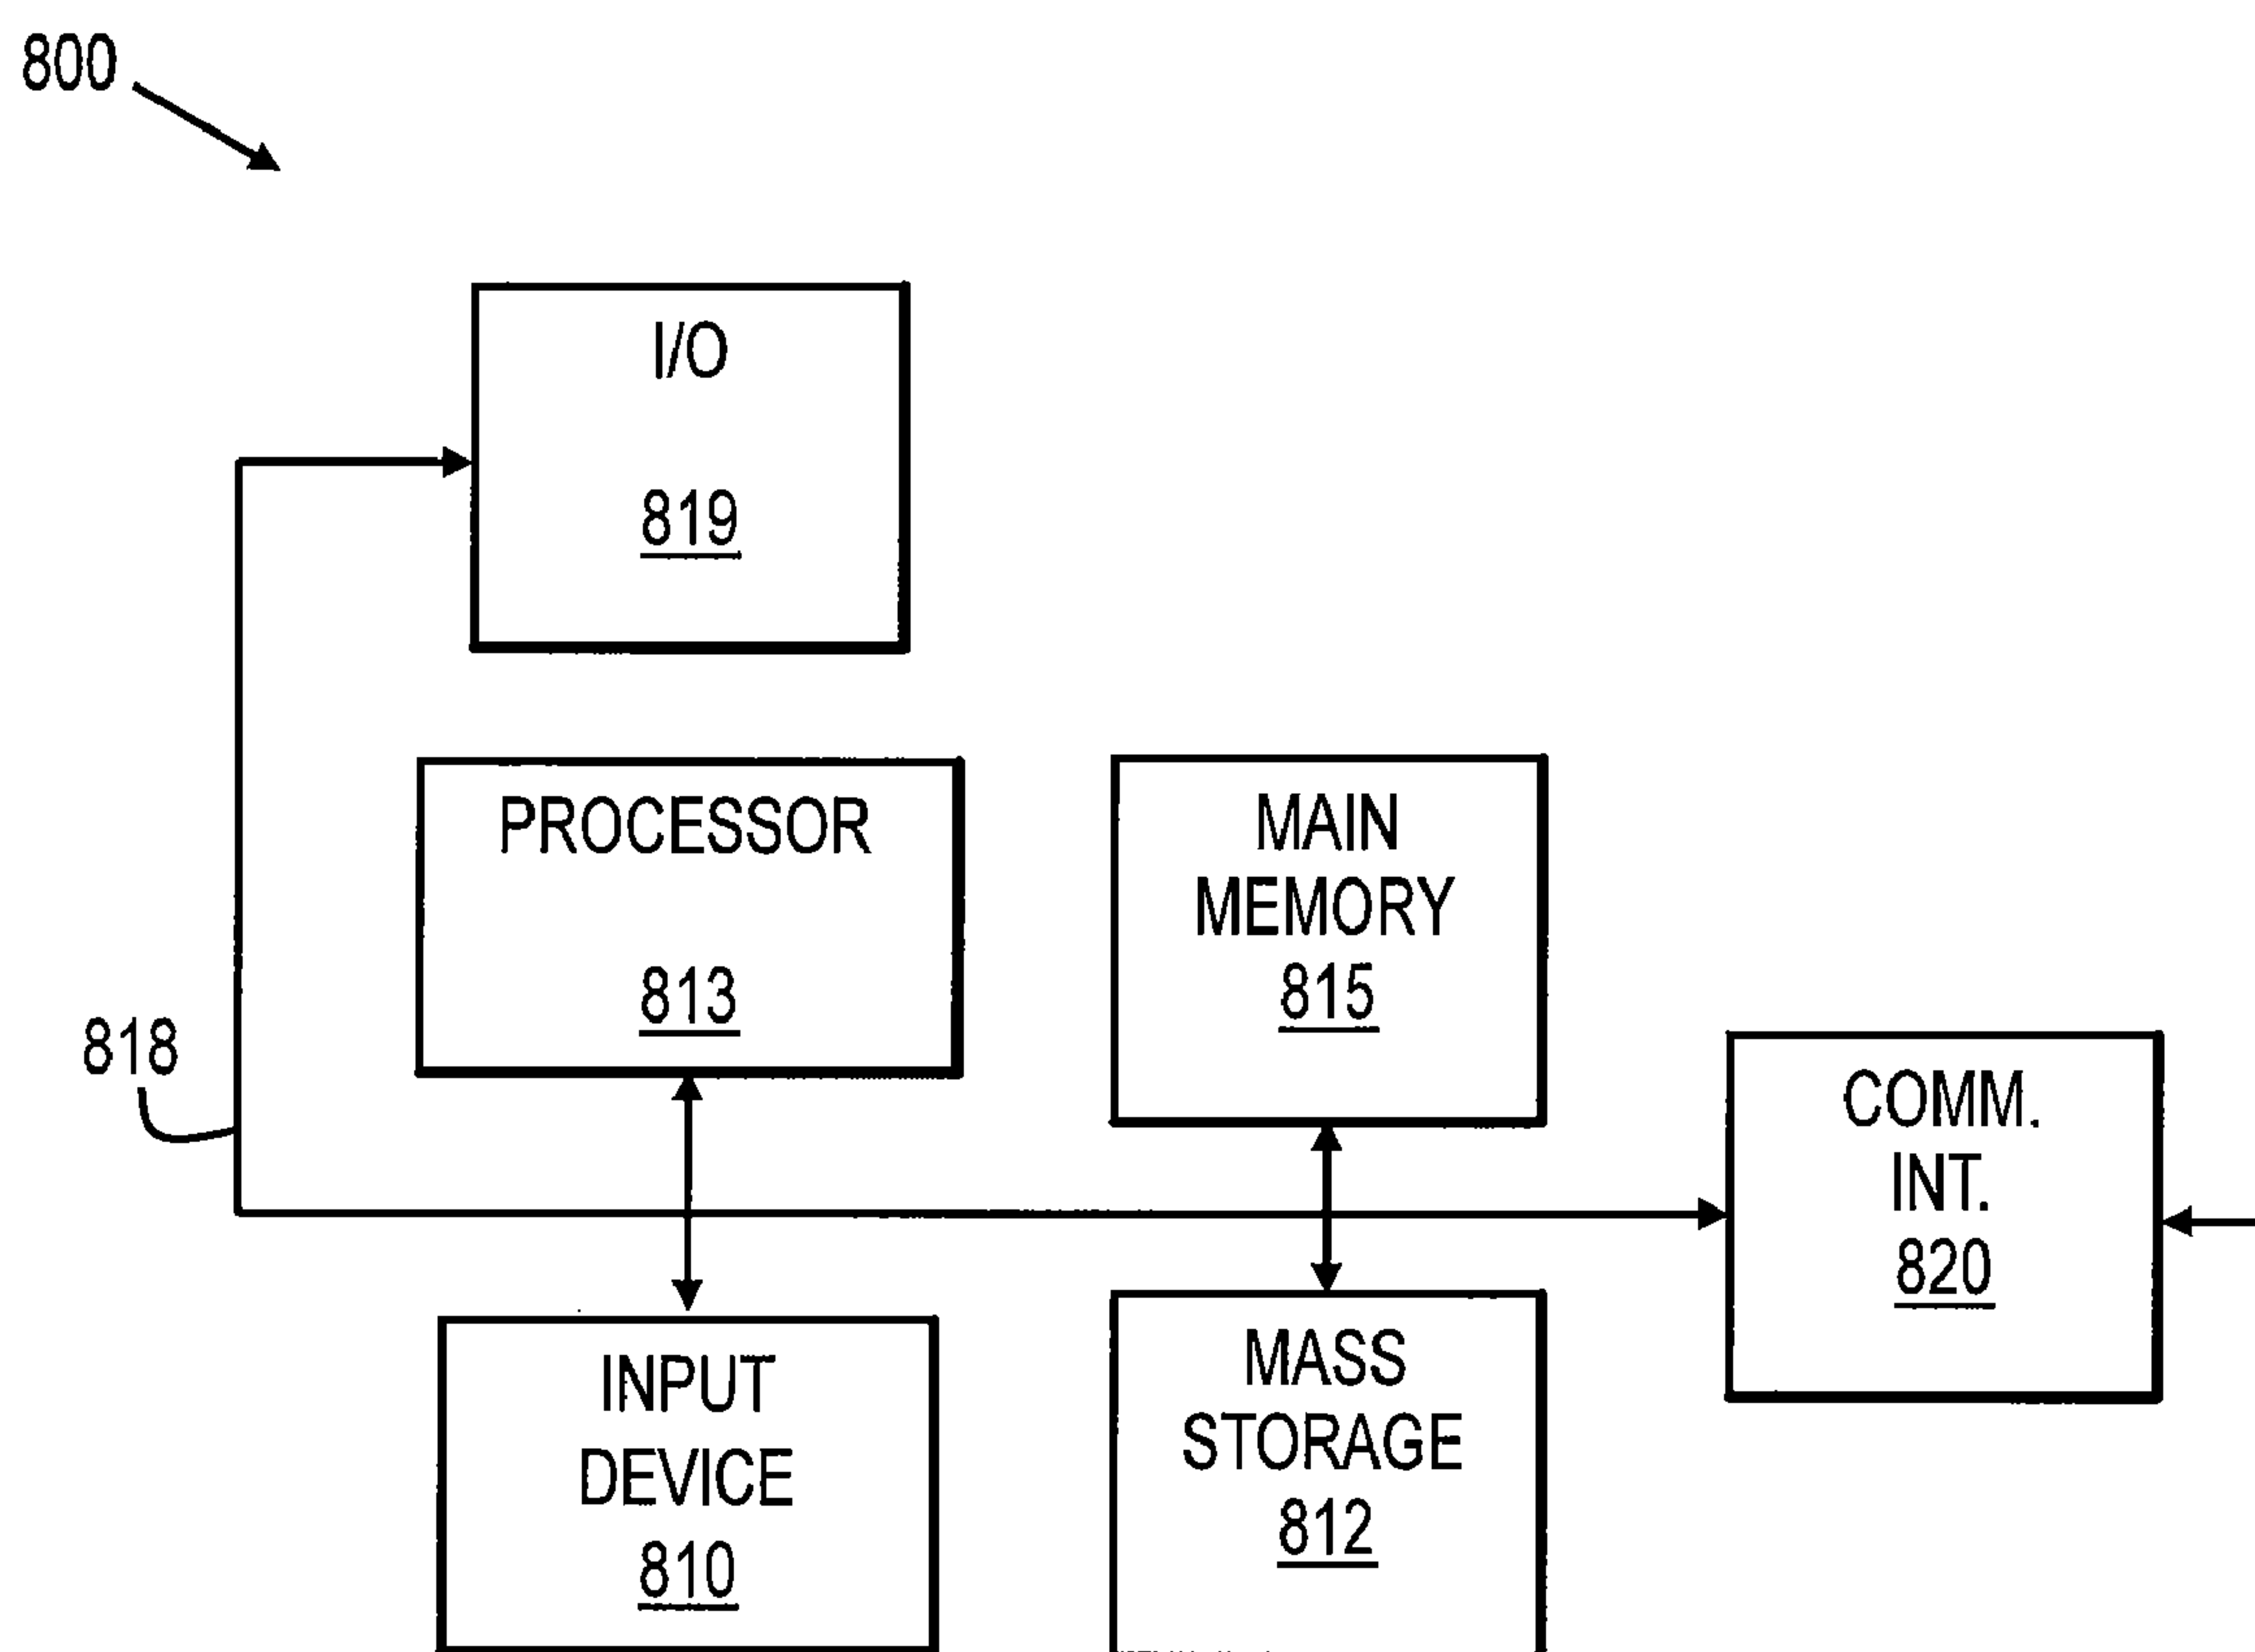 800
I/O
819
PROCESSOR
813
MAIN
MEMORY
815
818
COMM.
INT.
820
INPUT
DEVICE
810
MASS
STORAGE
812